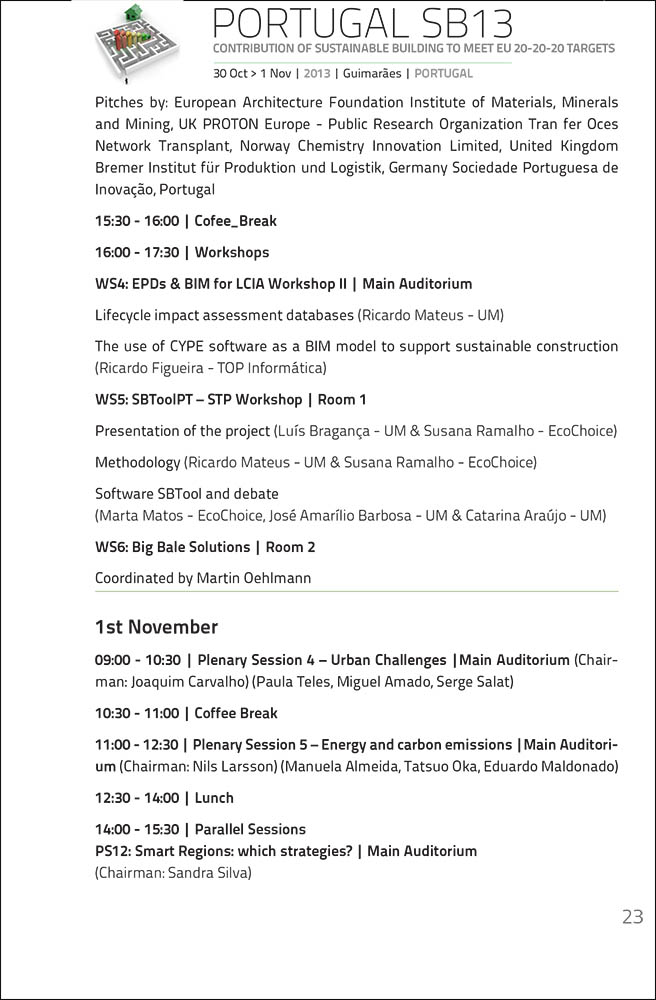 PORTUGAL SB13
CONTRIBUTION OF SUSTAINABLE BUILDING TO MEET EU 20-20-20 TARGETS
30 Oct > 1 Nov | 2013 | Guimarães | PORTUGAL
Pitches by: European Architecture Foundation Institute of Materials, Minerals
and Mining, UK PROTON Europe - Public Research Organization Tran fer Oces
Network Transplant, Norway Chemistry Innovation Limited, United Kingdom
Bremer Institut für Produktion und Logistik, Germany Sociedade Portuguesa de
Inovação, Portugal
15:30 - 16:00 | Cofee_Break
16:00 - 17:30 | Workshops
WS4: EPDs & BIM for LCIA Workshop II | Main Auditorium
Lifecycle impact assessment databases (Ricardo Mateus - UM)
The use of CYPE software as a BIM model to support sustainable construction
(Ricardo Figueira - TOP Informática)
WS5: SBToolPT – STP Workshop | Room 1
Presentation of the project (Luís Bragança - UM & Susana Ramalho - EcoChoice)
Methodology (Ricardo Mateus - UM & Susana Ramalho - EcoChoice)
Software SBTool and debate
(Marta Matos - EcoChoice, José Amarílio Barbosa - UM & Catarina Araújo - UM)
WS6: Big Bale Solutions | Room 2
Coordinated by Martin Oehlmann
1st November
09:00 - 10:30 | Plenary Session 4 – Urban Challenges |Main Auditorium (Chair-
man: Joaquim Carvalho) (Paula Teles, Miguel Amado, Serge Salat)
10:30 - 11:00 | Coffee Break
11:00 - 12:30 | Plenary Session 5 – Energy and carbon emissions |Main Auditori-
um (Chairman: Nils Larsson) (Manuela Almeida, Tatsuo Oka, Eduardo Maldonado)
12:30 - 14:00 | Lunch
14:00 - 15:30 | Parallel Sessions
PS12: Smart Regions: which strategies? | Main Auditorium
(Chairman: Sandra Silva)
23